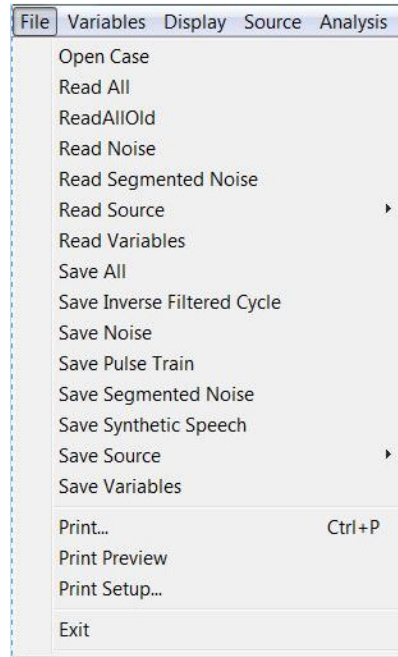 File Variables Display Source Analysis
Open Case
Read All
ReadAllOld
Read Noise
Read Segmented Noise
Read Source
Read Variables
Save All
Save Inverse Filtered Cycle
Save Noise
Save Pulse Train
Save Segmented Noise
Save Synthetic Speech
Save Source
Save Variables
Print... Ctrl+P
Print Preview
Print Setup...
Exit